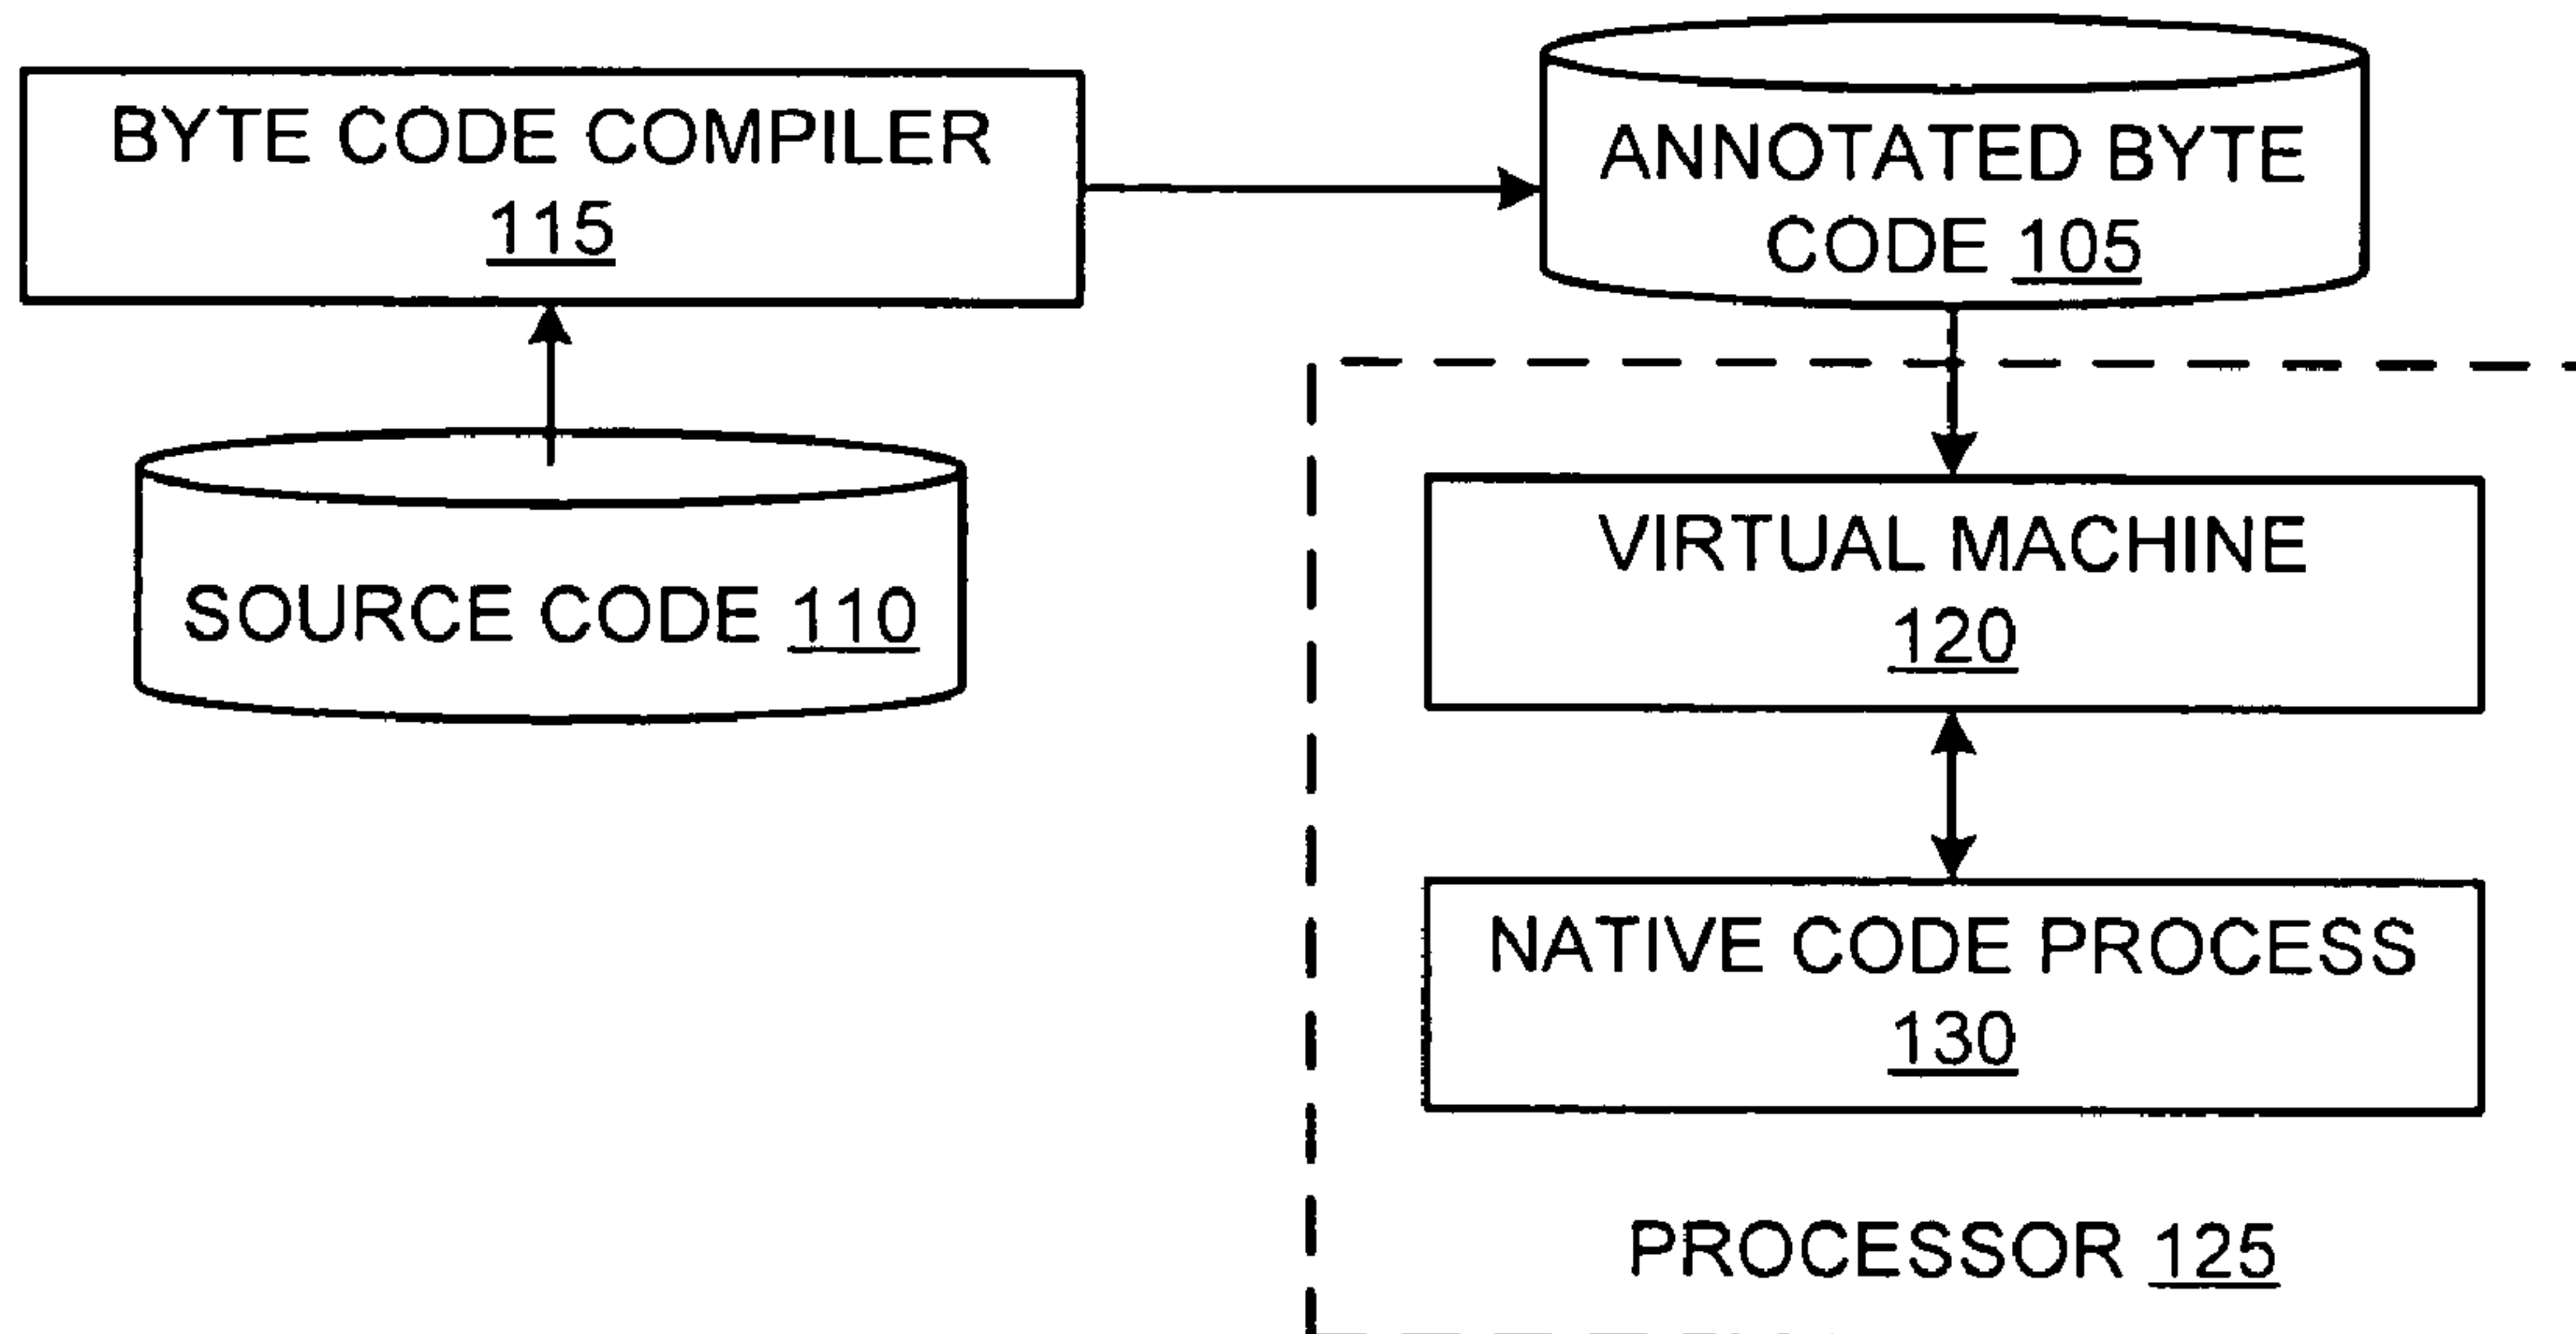 BYTE CODE COMPILER
115
ANNOTATED BYTE
CODE 105
SOURCE CODE 110
VIRTUAL MACHINE
120
NATIVE CODE PROCESS
130
PROCESSOR 125